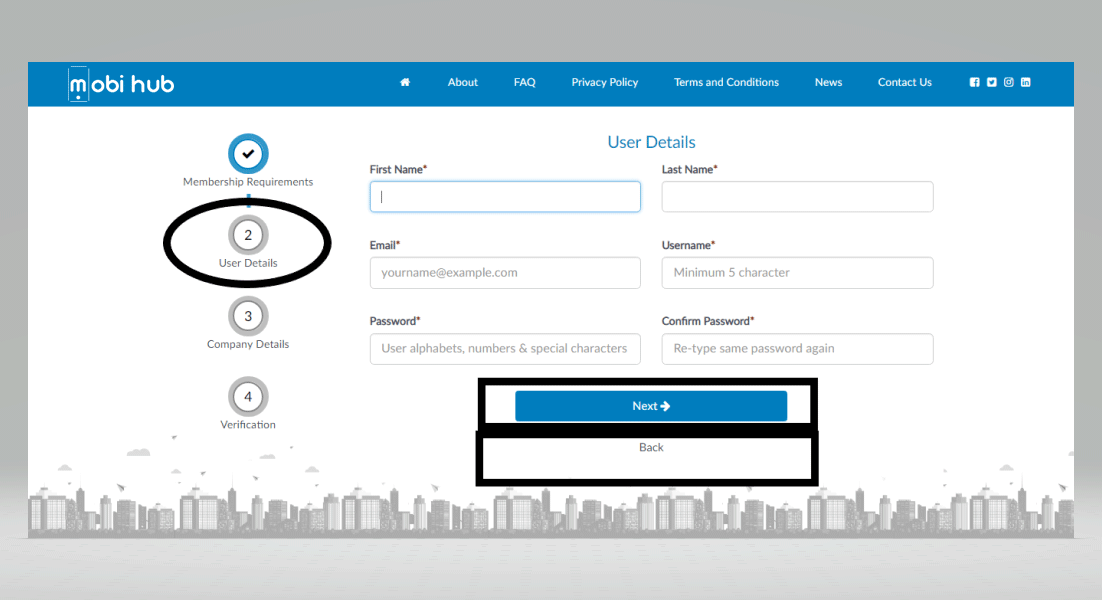 mobi hub
About FAQ Privacy Policy Terms and Conditions News Contact Us
Membership Requirements
2
User Details
3
Company Details
4
Verification
User Details
First Name*
Last Name*
Email*
yourname@example.com
Username*
Minimum 5 character
Password*
User alphabets, numbers & special characters
Confirm Password*
Re-type same password again
Next
Back